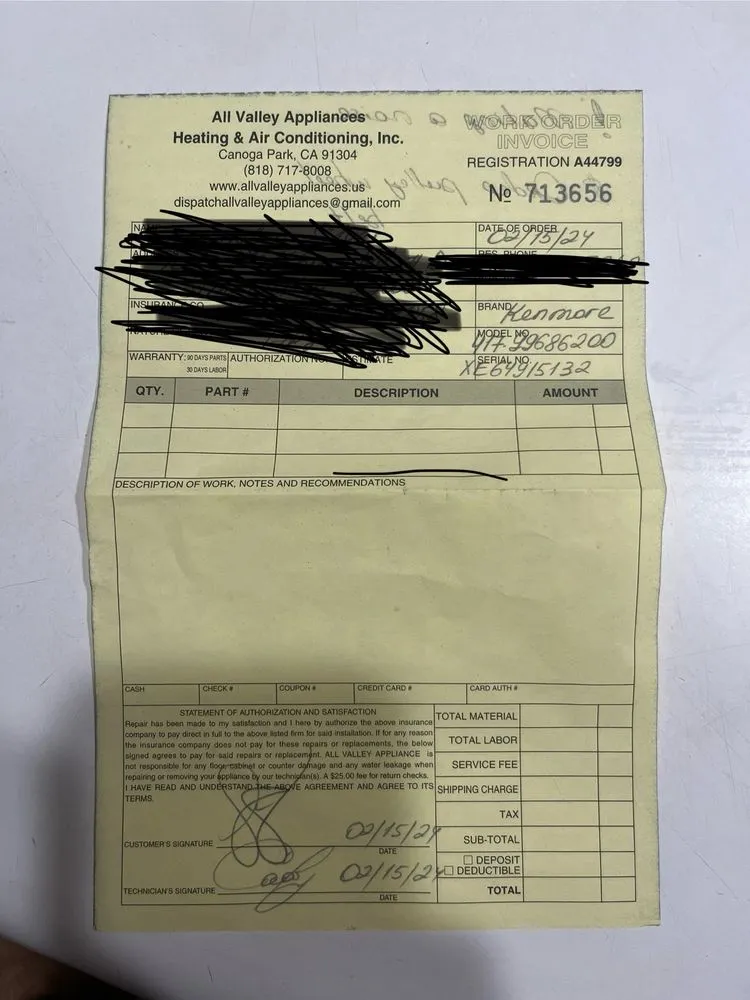 All Valley Appliances
Heating & Air Conditioning, Inc.
Canoga Park, CA 91304
(818) 717-8008
www.allvalleyappliances.us
dispatchallvalleyappliances@gmail.com
WORK ORDER
INVOICE
REGISTRATION A44799
No 713656
DATE OF ORDER
02/15/24
RES. PHONE
INSURANCE CO
BRAND Kenmore
MODEL NO.
417.99686200
SERIAL NO.
XE64915132
WARRANTY: 90 DAYS PARTS
30 DAYS LABOR
AUTHORIZATION NO.
QTY. PART # DESCRIPTION AMOUNT
DESCRIPTION OF WORK, NOTES AND RECOMMENDATIONS
CASH CHECK # COUPON # CREDIT CARD # CARD AUTH #
STATEMENT OF AUTHORIZATION AND SATISFACTION
Repair has been made to my satisfaction and I here by authorize the above insurance
company to pay direct in full to the above listed firm for said installation. If for any reason
the insurance company does not pay for these repairs or replacements, the below
signed agrees to pay for said repairs or replacement. ALL VALLEY APPLIANCE is
not responsible for any floor, cabinet or counter damage and any water leakage when
repairing or removing your appliance by our technician(s). A $25.00 fee for return checks.
I HAVE READ AND UNDERSTAND THE ABOVE AGREEMENT AND AGREE TO ITS
TERMS.
CUSTOMER'S SIGNATURE 02/15/24
DATE
TECHNICIAN'S SIGNATURE 02/15/24
DATE
TOTAL MATERIAL
TOTAL LABOR
SERVICE FEE
SHIPPING CHARGE
TAX
SUB-TOTAL
☐ DEPOSIT
☐ DEDUCTIBLE
TOTAL